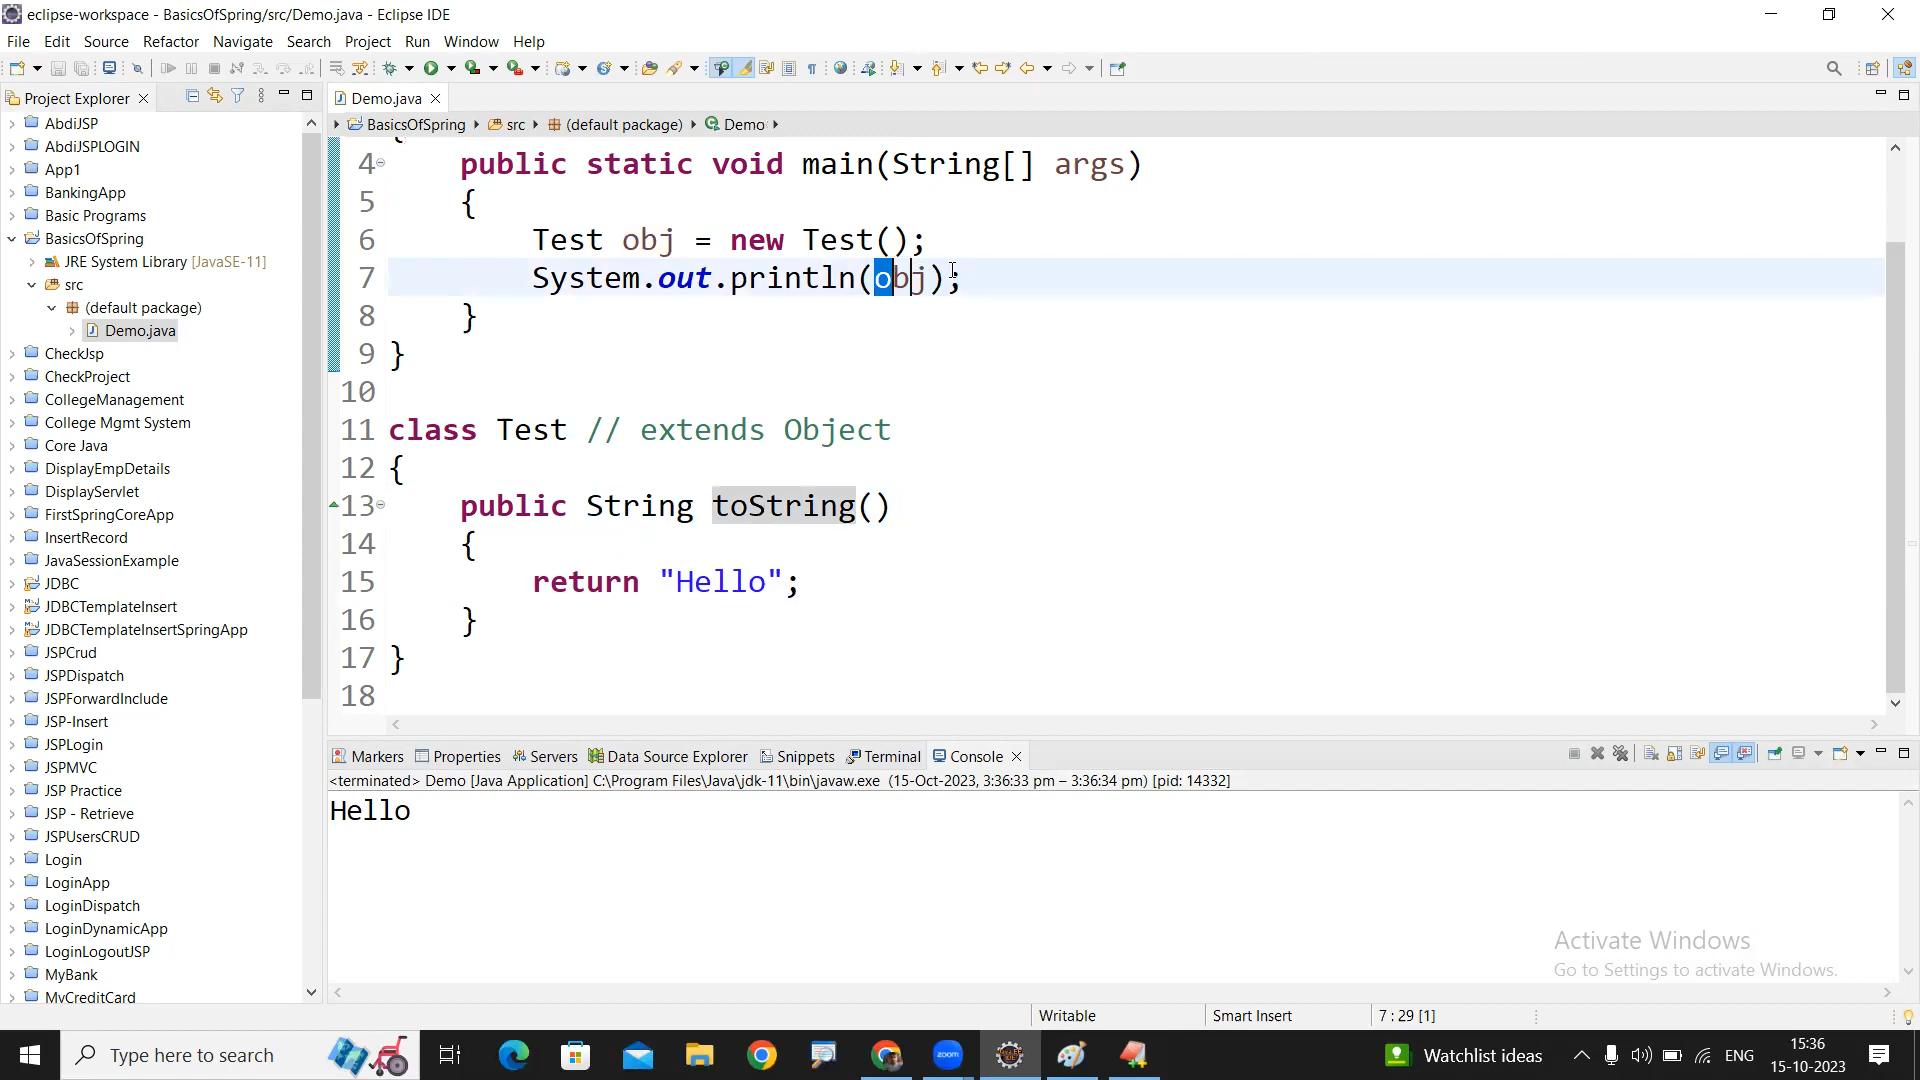 eclipse-workspace - BasicsOfSpring/src/Demo.java - Eclipse IDE
File Edit Source Refactor Navigate Search Project Run Window Help
Project Explorer
Demo.java
BasicsOfSpring src (default package) Demo
AbdiJSP
AbdiJSPLOGIN
App1
BankingApp
Basic Programs
BasicsOfSpring
JRE System Library [JavaSE-11]
src
(default package)
Demo.java
CheckJsp
CheckProject
CollegeManagement
College Mgmt System
Core Java
DisplayEmpDetails
DisplayServlet
FirstSpringCoreApp
InsertRecord
JavaSessionExample
JDBC
JDBCTemplateInsert
JDBCTemplateInsertSpringApp
JSPCrud
JSPDispatch
JSPForwardInclude
JSP-Insert
JSPLogin
JSPMVC
JSP Practice
JSP - Retrieve
JSPUsersCRUD
Login
LoginApp
LoginDispatch
LoginDynamicApp
LoginLogoutJSP
MyBank
MyCreditCard
4 public static void main(String[] args)
5 {
6 Test obj = new Test();
7 System.out.println(obj);
8 }
9 }
10
11 class Test // extends Object
12 {
13 public String toString()
14 {
15 return "Hello";
16 }
17 }
18
Markers Properties Servers Data Source Explorer Snippets Terminal Console
<terminated> Demo [Java Application] C:\Program Files\Java\jdk-11\bin\javaw.exe (15-Oct-2023, 3:36:33 pm – 3:36:34 pm) [pid: 14332]
Hello
Activate Windows
Go to Settings to activate Windows.
Writable Smart Insert 7 : 29 [1]
Type here to search
zoom
Watchlist ideas
ENG
15:36
15-10-2023